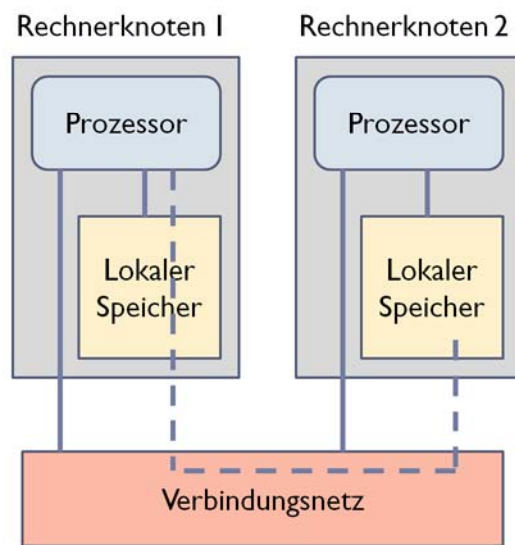 Rechnerknoten 1
Rechnerknoten 2
Prozessor
Prozessor
Lokaler
Speicher
Lokaler
Speicher
Verbindungsnetz